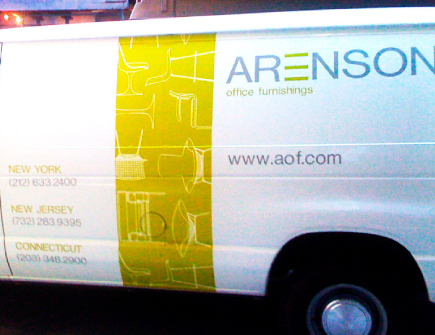 ARENSON
office furnishings
www.aof.com
NEW YORK
(212) 633.2400
NEW JERSEY
(732) 283.9395
CONNECTICUT
(203) 348.2900